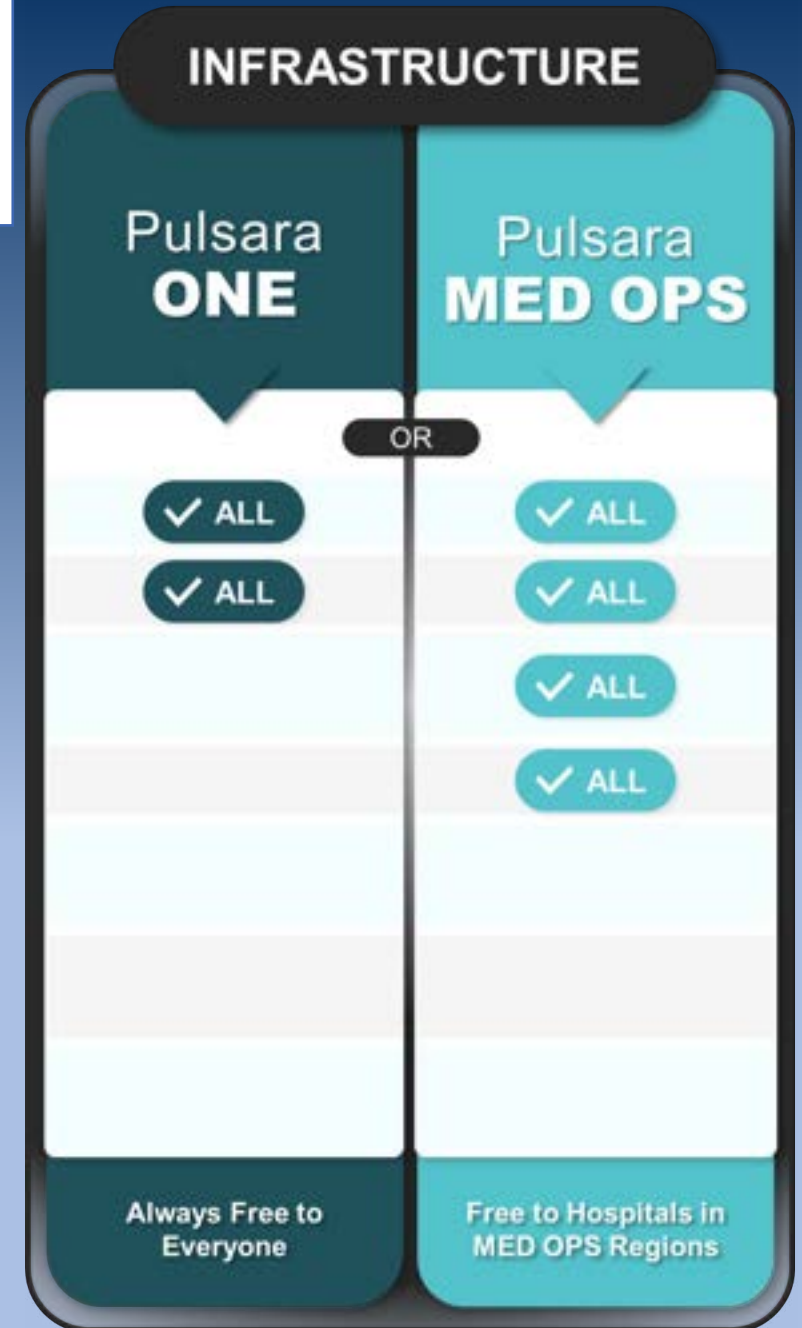 INFRASTRUCTURE
Pulsara
ONE
Pulsara
MED OPS
OR
✓ ALL
✓ ALL
✓ ALL
✓ ALL
✓ ALL
✓ ALL
Always Free to
Everyone
Free to Hospitals in
MED OPS Regions